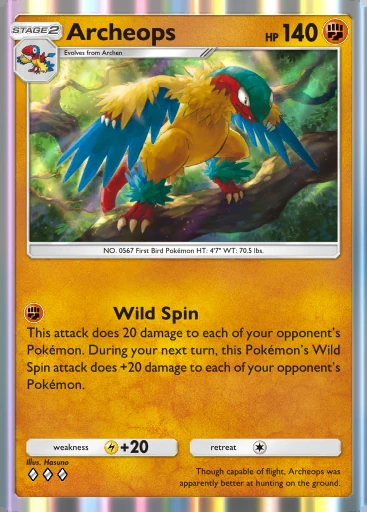 STAGE 2 Archeops HP 140
Evolves from Archen
NO. 0567 First Bird Pokémon HT: 4'7" WT: 70.5 lbs.
Wild Spin
This attack does 20 damage to each of your opponent's
Pokémon. During your next turn, this Pokémon's Wild
Spin attack does +20 damage to each of your opponent's
Pokémon.
weakness +20 retreat
Illus. Hasuno
Though capable of flight, Archeops was
apparently better at hunting on the ground.